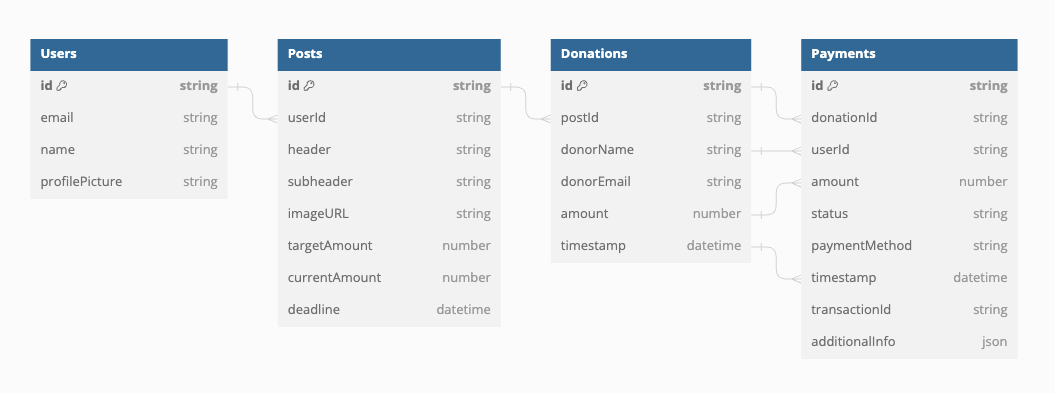 Users
id string
email string
name string
profilePicture string
Posts
id string
userId string
header string
subheader string
imageURL string
targetAmount number
currentAmount number
deadline datetime
Donations
id string
postId string
donorName string
donorEmail string
amount number
timestamp datetime
Payments
id string
donationId string
userId string
amount number
status string
paymentMethod string
timestamp datetime
transactionId string
additionalInfo json